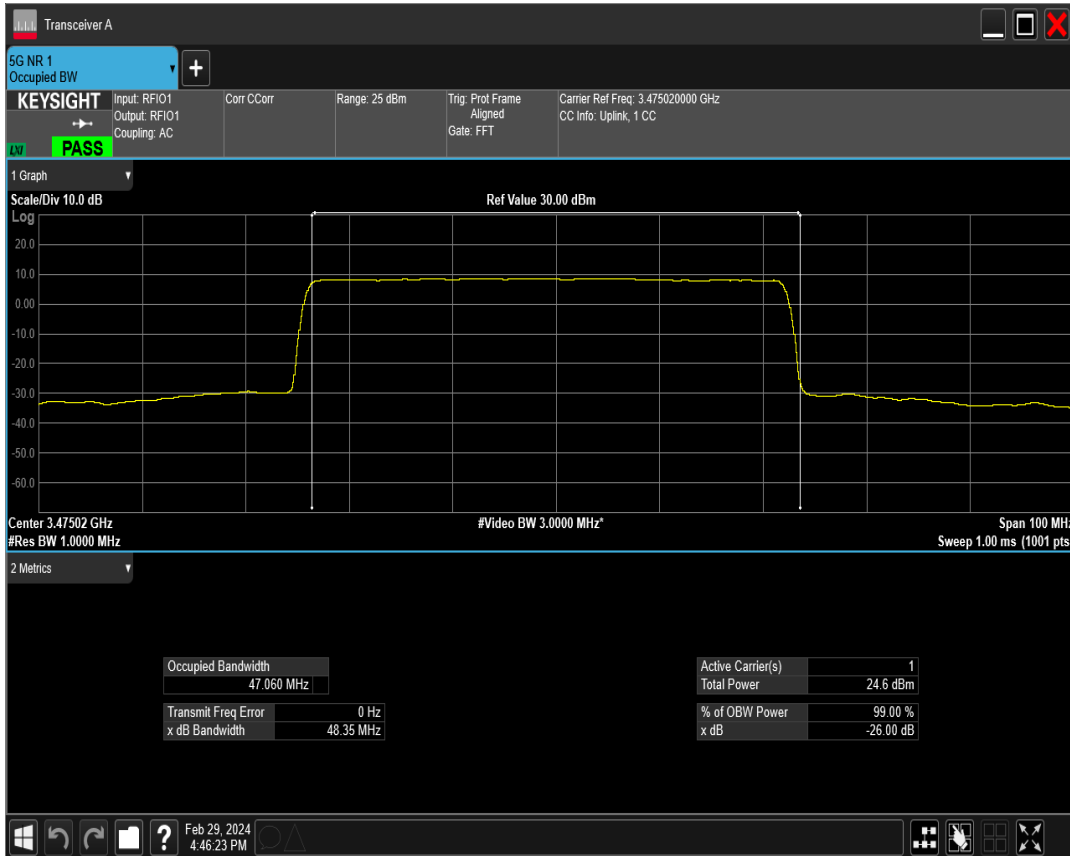 Transceiver A
5G NR 1
Occupied BW
KEYSIGHT
LXI
PASS
Input: RFIO1
Output: RFIO1
Coupling: AC
Corr CCorr
Range: 25 dBm
Trig: Prot Frame
Aligned
Gate: FFT
Carrier Ref Freq: 3.475020000 GHz
CC Info: Uplink, 1 CC
1 Graph
Scale/Div 10.0 dB
Ref Value 30.00 dBm
Log
20.0
10.0
0.00
-10.0
-20.0
-30.0
-40.0
-50.0
-60.0
Center 3.47502 GHz
#Video BW 3.0000 MHz*
Span 100 MHz
#Res BW 1.0000 MHz
Sweep 1.00 ms (1001 pts
2 Metrics
Occupied Bandwidth
47.060 MHz
Transmit Freq Error 0 Hz
x dB Bandwidth 48.35 MHz
Active Carrier(s) 1
Total Power 24.6 dBm
% of OBW Power 99.00 %
x dB -26.00 dB
?
Feb 29, 2024
4:46:23 PM